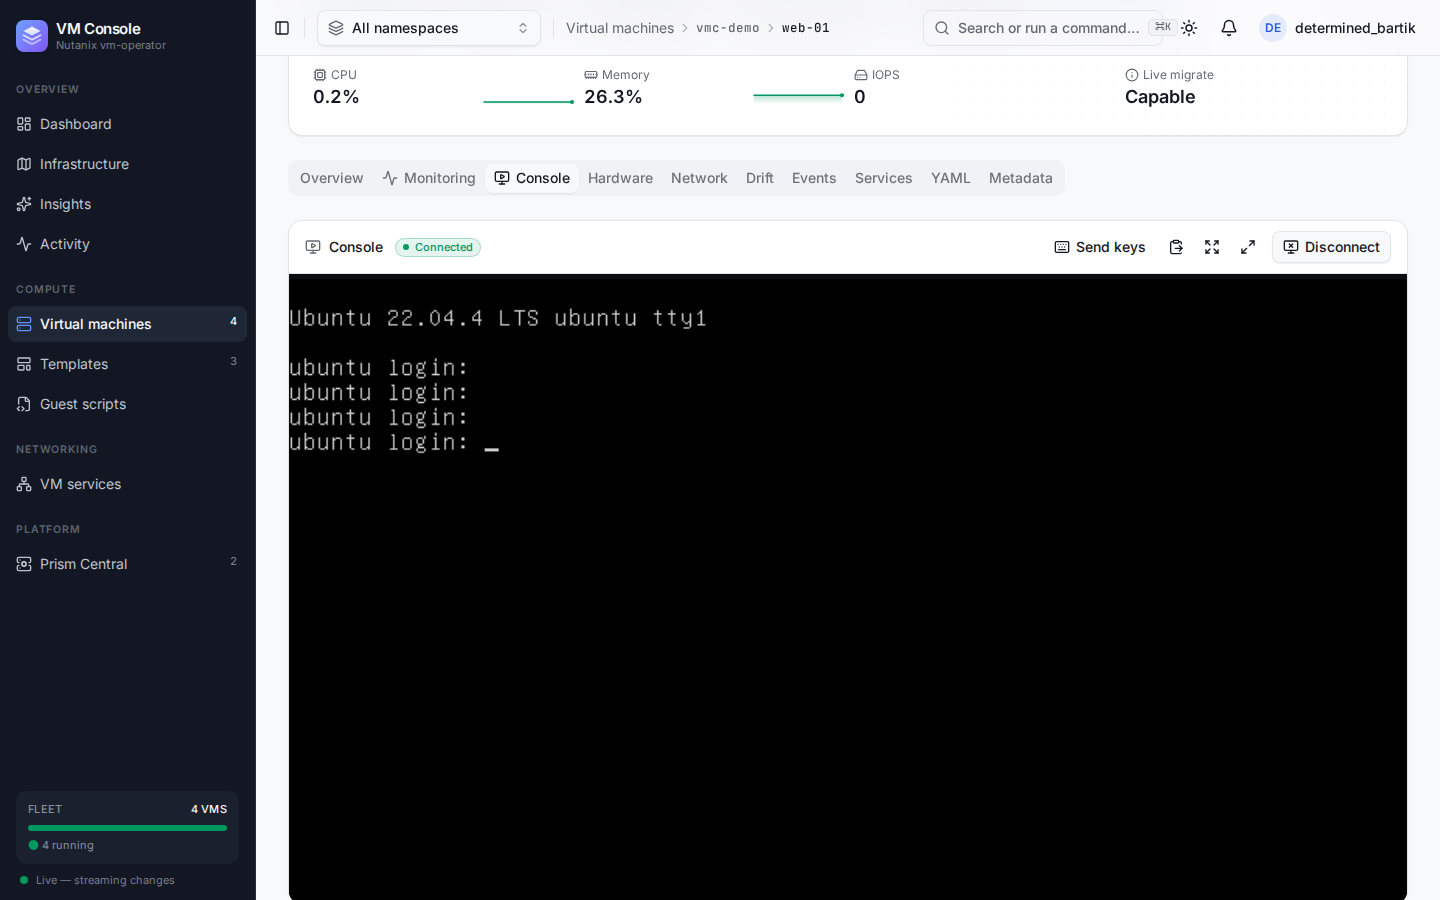 VM Console
Nutanix vm-operator
OVERVIEW
Dashboard
Infrastructure
Insights
Activity
COMPUTE
Virtual machines 4
Templates 3
Guest scripts
NETWORKING
VM services
PLATFORM
Prism Central 2
FLEET 4 VMS
4 running
Live — streaming changes
All namespaces
Virtual machines > vmc-demo > web-01
Search or run a command... ⌘K
DE determined_bartik
CPU
0.2%
Memory
26.3%
IOPS
0
Live migrate
Capable
Overview Monitoring Console Hardware Network Drift Events Services YAML Metadata
Console Connected Send keys Disconnect
Ubuntu 22.04.4 LTS ubuntu tty1
ubuntu login:
ubuntu login:
ubuntu login:
ubuntu login: _